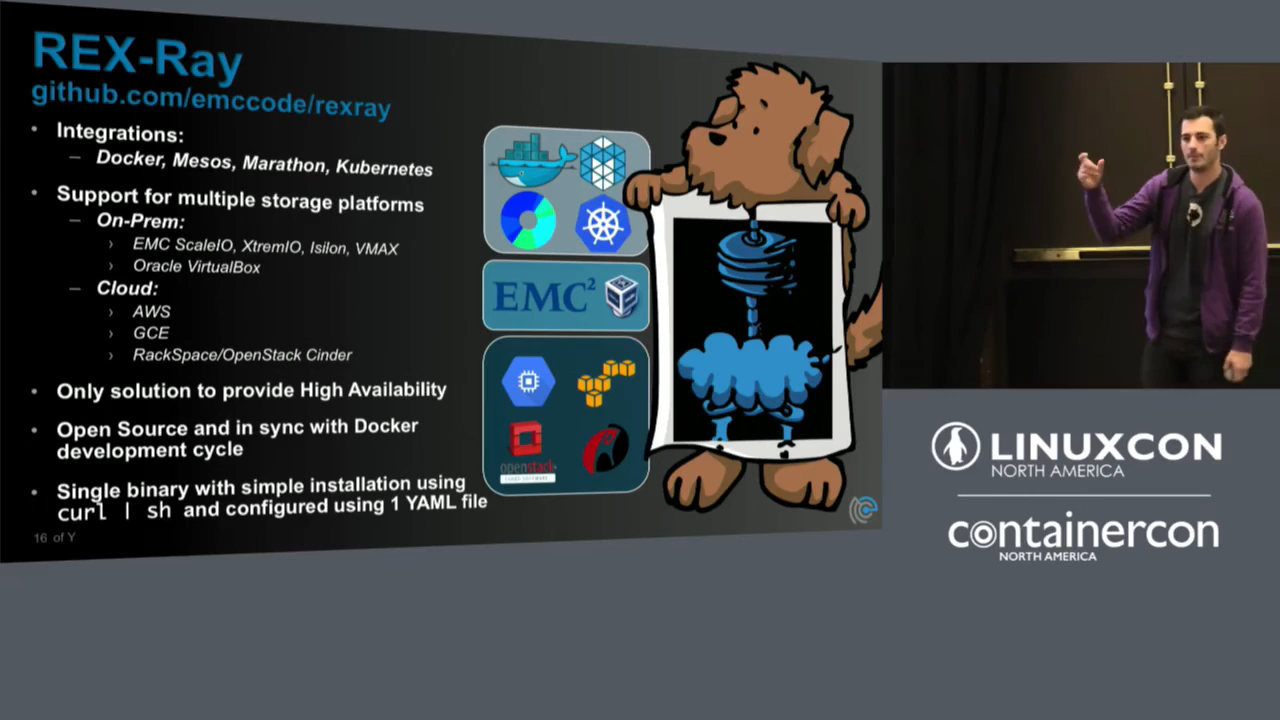 REX-Ray
github.com/emccode/rexray
• Integrations:
– Docker, Mesos, Marathon, Kubernetes
• Support for multiple storage platforms
– On-Prem:
› EMC ScaleIO, XtremIO, Isilon, VMAX
› Oracle VirtualBox
– Cloud:
› AWS
› GCE
› RackSpace/OpenStack Cinder
• Only solution to provide High Availability
• Open Source and in sync with Docker
development cycle
• Single binary with simple installation using
curl | sh and configured using 1 YAML file
16 of Y
EMC²
openstack
CLOUD SOFTWARE
LINUXCON
NORTH AMERICA
containercon
NORTH AMERICA